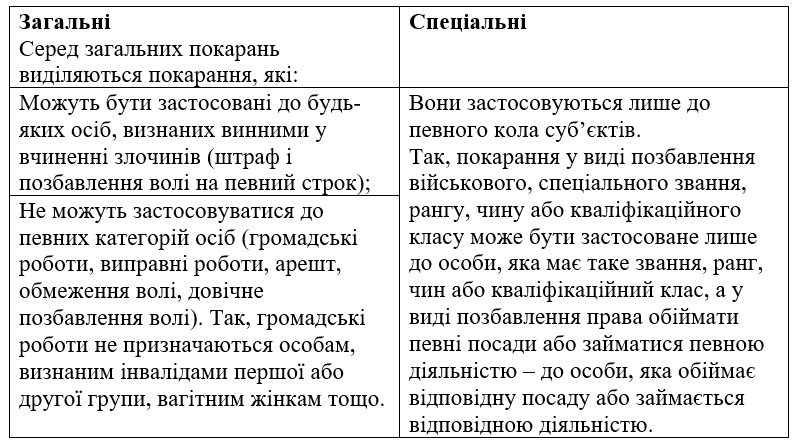 Загальні
Серед загальних покарань
виділяються покарання, які:
Спеціальні
Можуть бути застосовані до будь-
яких осіб, визнаних винними у
вчиненні злочинів (штраф і
позбавлення волі на певний строк);
Не можуть застосовуватися до
певних категорій осіб (громадські
роботи, виправні роботи, арешт,
обмеження волі, довічне
позбавлення волі). Так, громадські
роботи не призначаються особам,
визнаним інвалідами першої або
другої групи, вагітним жінкам тощо.
Вони застосовуються лише до
певного кола суб’єктів.
Так, покарання у виді позбавлення
військового, спеціального звання,
рангу, чину або кваліфікаційного
класу може бути застосоване лише
до особи, яка має таке звання, ранг,
чин або кваліфікаційний клас, а у
виді позбавлення права обіймати
певні посади або займатися певною
діяльністю – до особи, яка обіймає
відповідну посаду або займається
відповідною діяльністю.